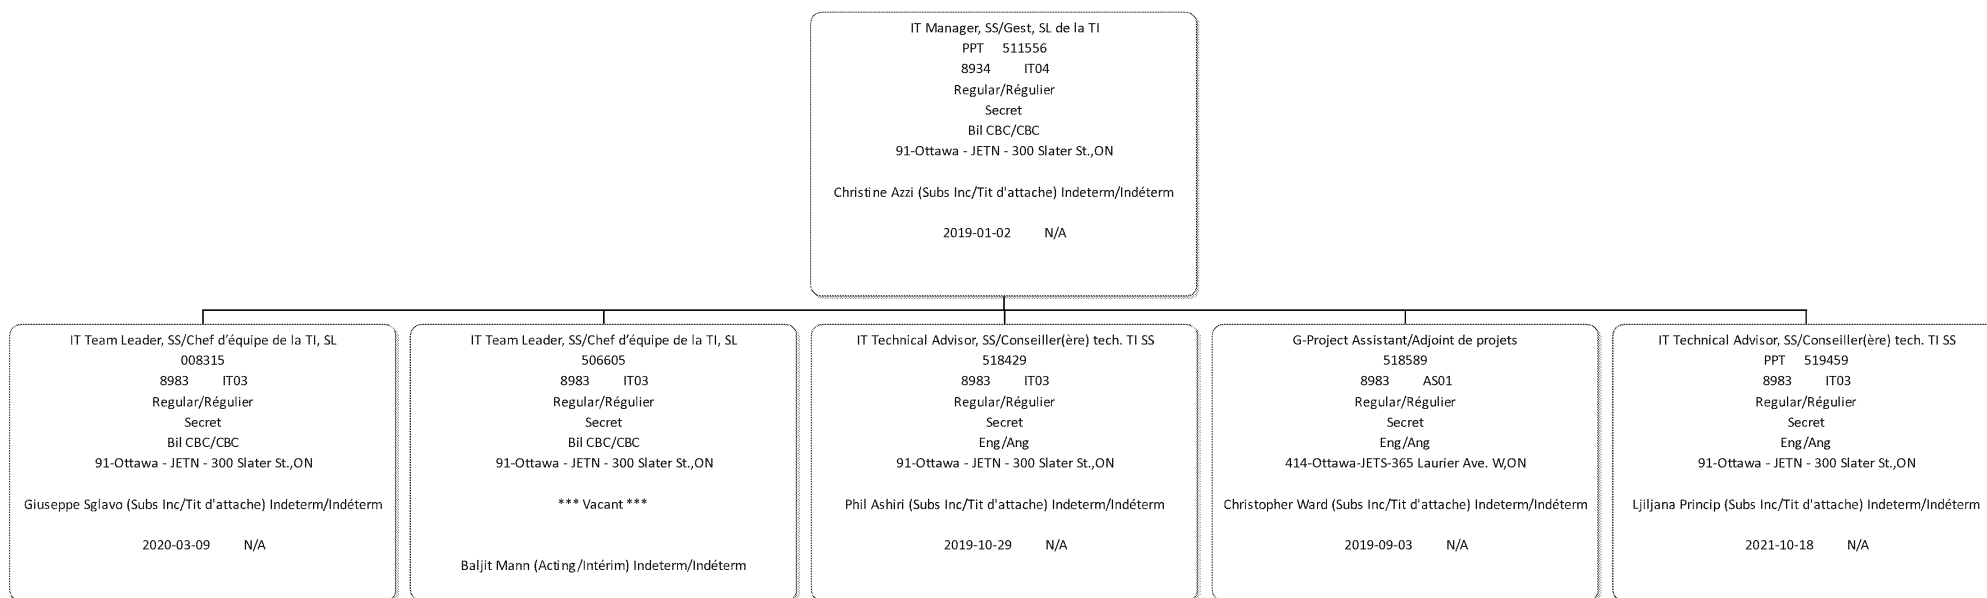 IT Manager, SS/Gest, SL de la TI
PPT 511556
8934 IT04
Regular/Régulier
Secret
Bil CBC/CBC
91-Ottawa - JETN - 300 Slater St.,ON
Christine Azzi (Subs Inc/Tit d'attache) Indeterm/Indéterm
2019-01-02 N/A
IT Team Leader, SS/Chef d’équipe de la TI, SL
008315
8983 IT03
Regular/Régulier
Secret
Bil CBC/CBC
91-Ottawa - JETN - 300 Slater St.,ON
Giuseppe Sglavo (Subs Inc/Tit d'attache) Indeterm/Indéterm
2020-03-09 N/A
IT Team Leader, SS/Chef d’équipe de la TI, SL
506605
8983 IT03
Regular/Régulier
Secret
Bil CBC/CBC
91-Ottawa - JETN - 300 Slater St.,ON
*** Vacant ***
Baljit Mann (Acting/Intérim) Indeterm/Indéterm
IT Technical Advisor, SS/Conseiller(ère) tech. TI SS
518429
8983 IT03
Regular/Régulier
Secret
Eng/Ang
91-Ottawa - JETN - 300 Slater St.,ON
Phil Ashiri (Subs Inc/Tit d'attache) Indeterm/Indéterm
2019-10-29 N/A
G-Project Assistant/Adjoint de projets
518589
8983 AS01
Regular/Régulier
Secret
Eng/Ang
414-Ottawa-JETS-365 Laurier Ave. W,ON
Christopher Ward (Subs Inc/Tit d'attache) Indeterm/Indéterm
2019-09-03 N/A
IT Technical Advisor, SS/Conseiller(ère) tech. TI SS
PPT 519459
8983 IT03
Regular/Régulier
Secret
Eng/Ang
91-Ottawa - JETN - 300 Slater St.,ON
Ljiljana Princip (Subs Inc/Tit d'attache) Indeterm/Indéterm
2021-10-18 N/A